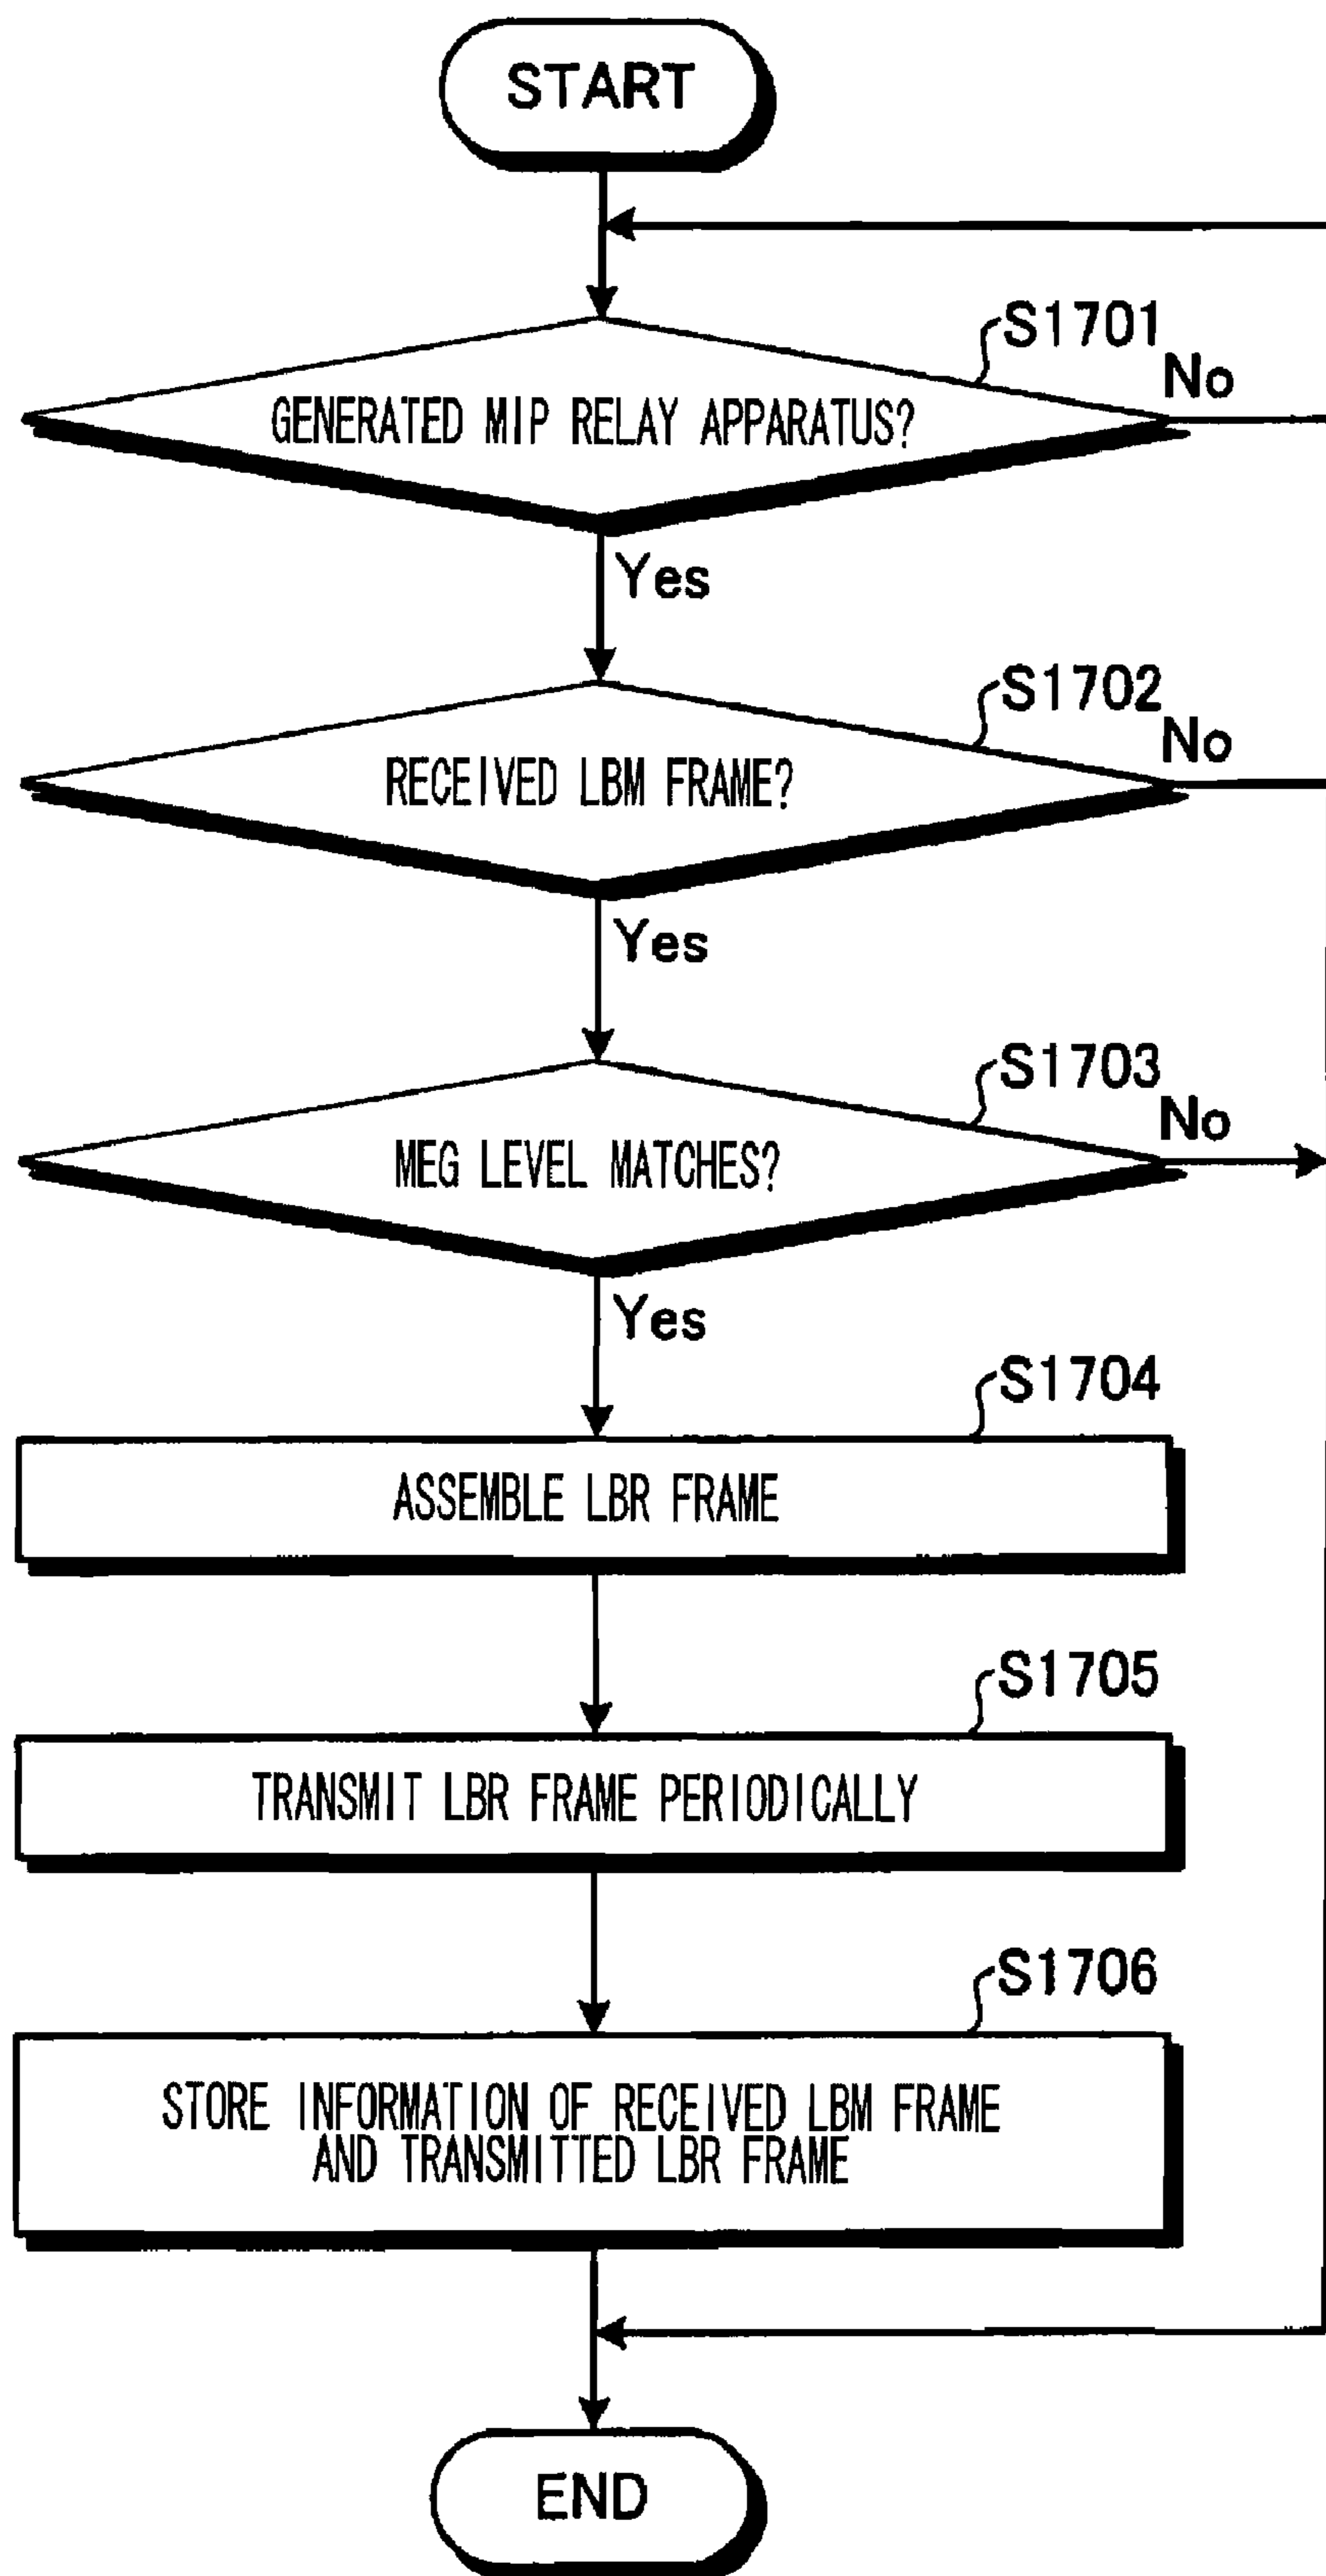 START
S1701
No
GENERATED MIP RELAY APPARATUS?
Yes
S1702
No
RECEIVED LBM FRAME?
Yes
S1703
No
MEG LEVEL MATCHES?
Yes
S1704
ASSEMBLE LBR FRAME
S1705
TRANSMIT LBR FRAME PERIODICALLY
S1706
STORE INFORMATION OF RECEIVED LBM FRAME
AND TRANSMITTED LBR FRAME
END